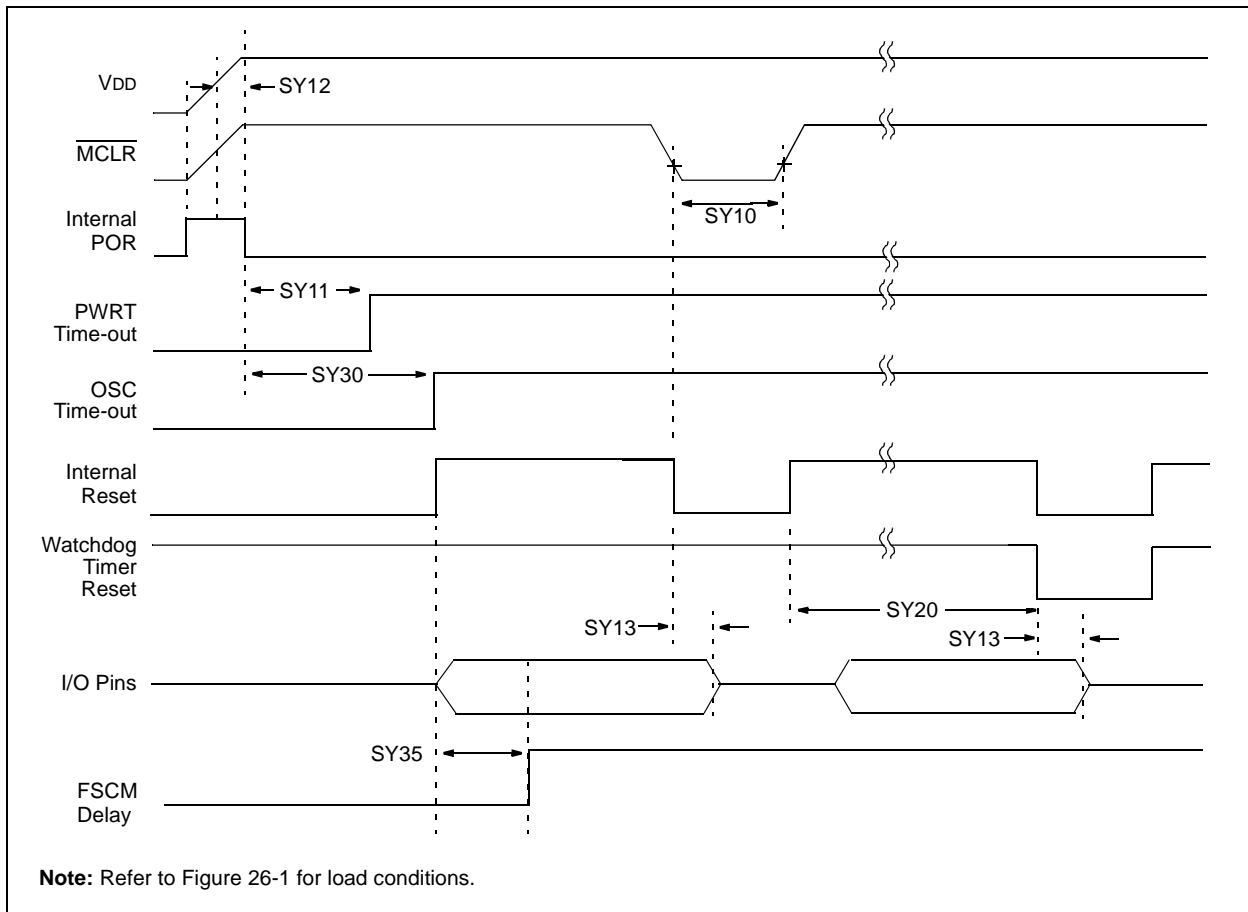 VDD
SY12
MCLR
SY10
Internal
POR
SY11
PWRT
Time-out
SY30
OSC
Time-out
Internal
Reset
Watchdog
Timer
Reset
SY20
SY13
SY13
I/O Pins
SY35
FSCM
Delay
Note: Refer to Figure 26-1 for load conditions.